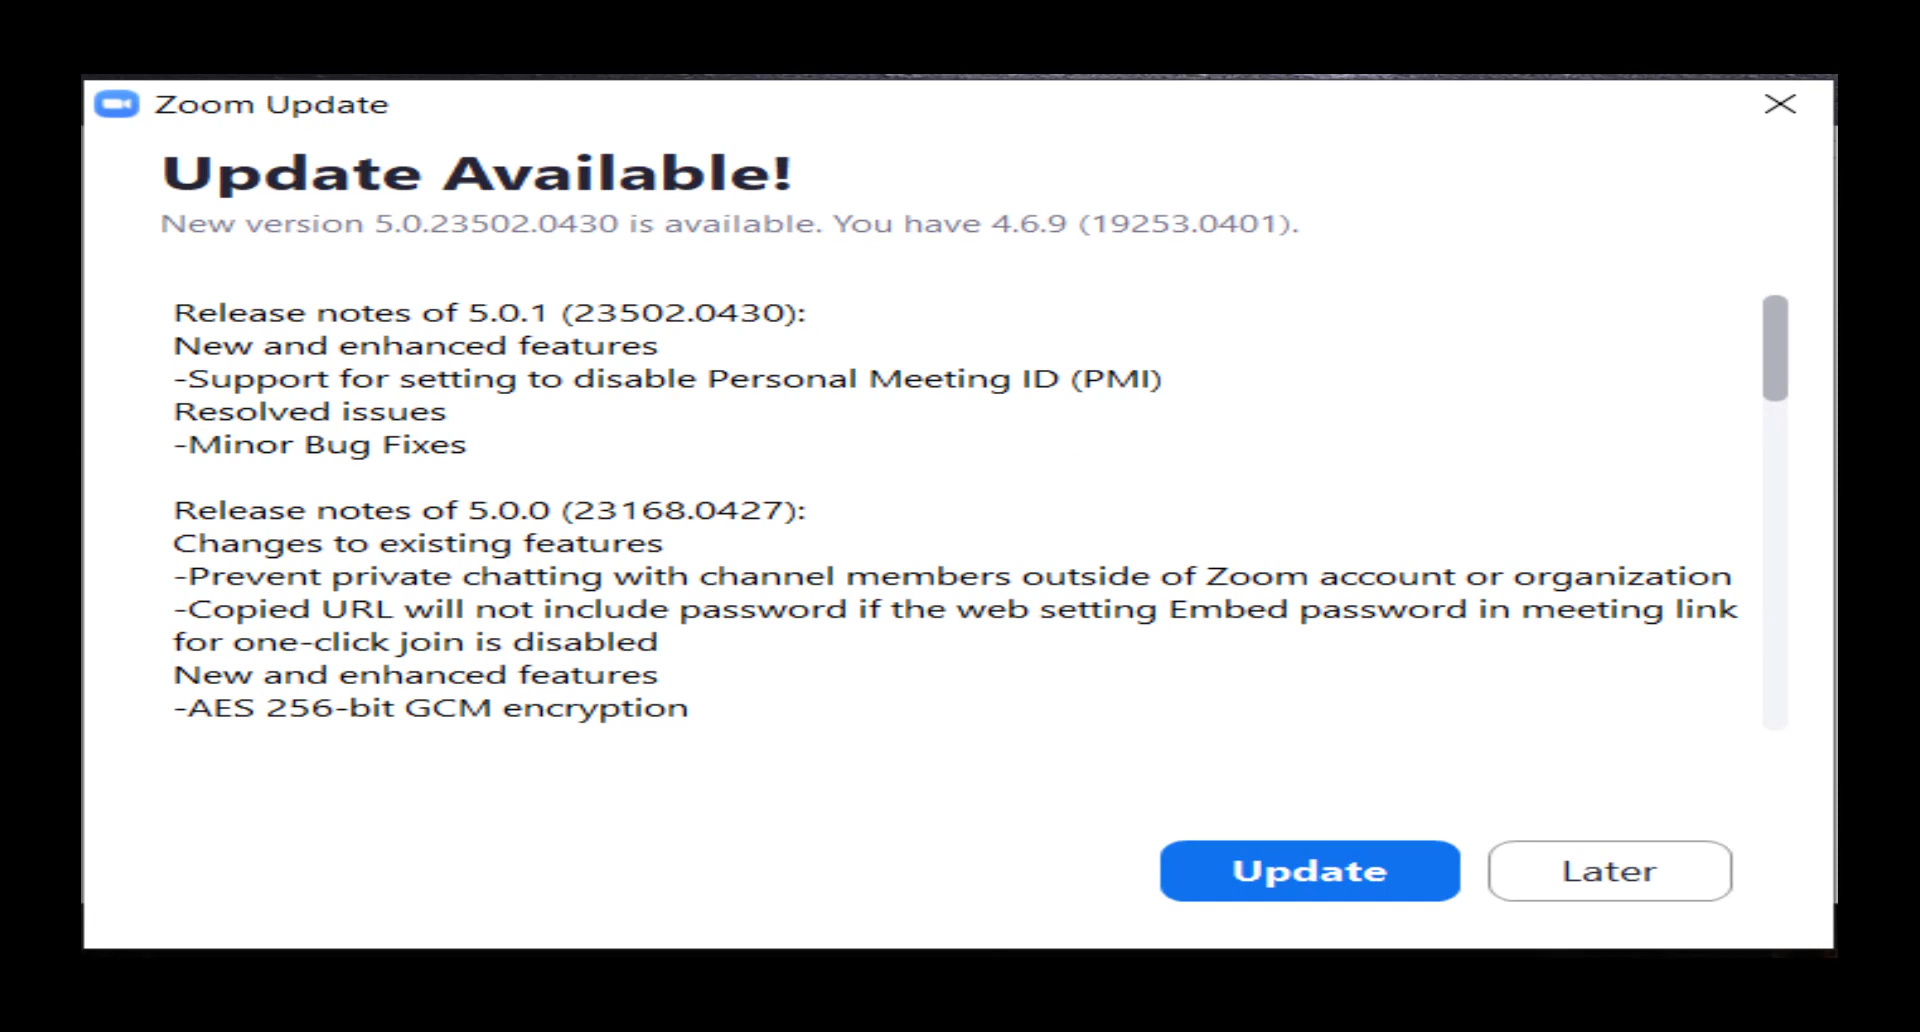 Zoom Update
Update Available!
New version 5.0.23502.0430 is available. You have 4.6.9 (19253.0401).
Release notes of 5.0.1 (23502.0430):
New and enhanced features
-Support for setting to disable Personal Meeting ID (PMI)
Resolved issues
-Minor Bug Fixes
Release notes of 5.0.0 (23168.0427):
Changes to existing features
-Prevent private chatting with channel members outside of Zoom account or organization
-Copied URL will not include password if the web setting Embed password in meeting link
for one-click join is disabled
New and enhanced features
-AES 256-bit GCM encryption
Update
Later